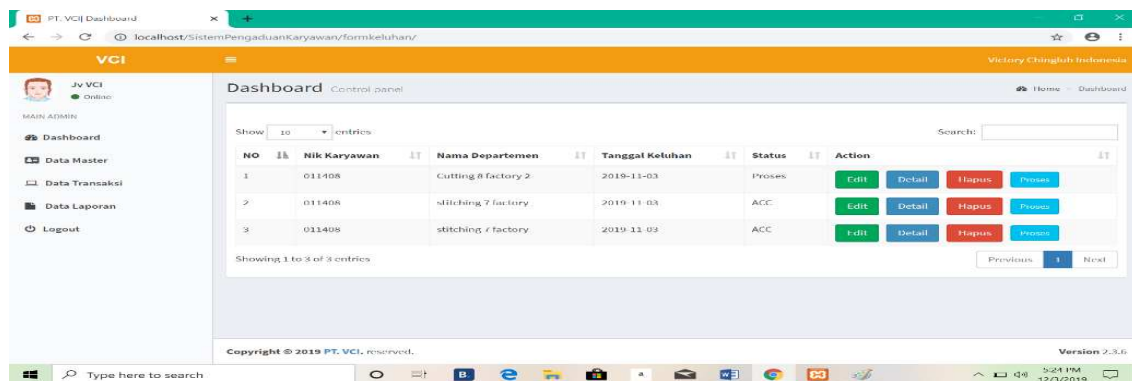 PT. VCI| Dashboard
localhost/SistemPengaduanKaryawan/formkeluhan/
VCI
Victory Chingluh Indonesia
Jv VCI
Online
Dashboard Control panel
Home Dashboard
MAIN ADMIN
Dashboard
Data Master
Data Transaksi
Data Laporan
Logout
Show 10 entries
Search:
NO Nik Karyawan Nama Departemen Tanggal Keluhan Status Action
1 011408 Cutting 8 factory 2 2019-11-03 Proses Edit Detail Hapus Proses
2 011408 stitching 7 factory 2019-11-03 ACC Edit Detail Hapus Proses
3 011408 stitching 7 factory 2019-11-03 ACC Edit Detail Hapus Proses
Showing 1 to 3 of 3 entries
Previous 1 Next
Copyright © 2019 PT. VCI. reserved.
Version 2.3.6
Type here to search
5:24 PM
12/3/2019